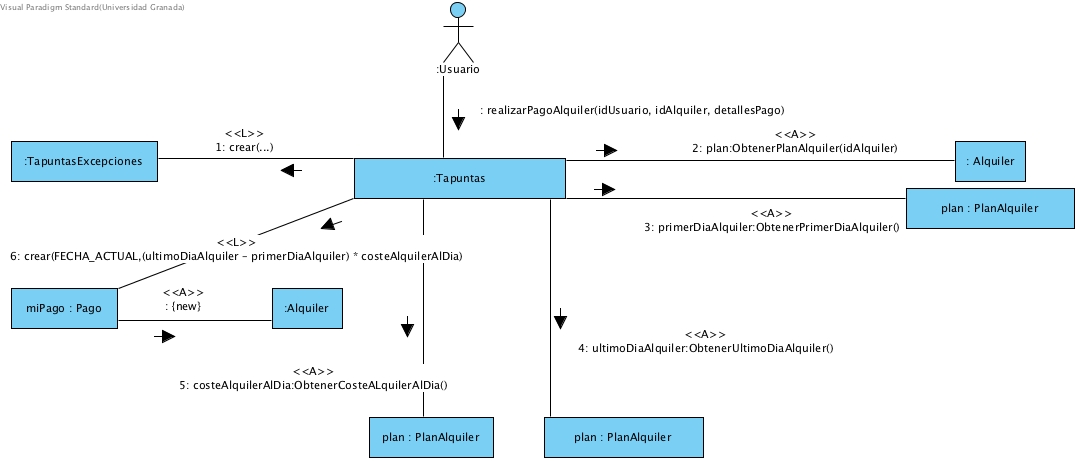 Visual Paradigm Standard(Universidad Granada)
:Usuario
: realizarPagoAlquiler(idUsuario, idAlquiler, detallesPago)
<<L>>
1: crear(...)
:TapuntasExcepciones
<<A>>
2: plan:ObtenerPlanAlquiler(idAlquiler)
: Alquiler
:Tapuntas
plan : PlanAlquiler
<<A>>
3: primerDiaAlquiler:ObtenerPrimerDiaAlquiler()
<<L>>
6: crear(FECHA_ACTUAL,(ultimoDiaAlquiler - primerDiaAlquiler) * costeAlquilerAlDia)
<<A>>
: {new}
miPago : Pago
:Alquiler
<<A>>
4: ultimoDiaAlquiler:ObtenerUltimoDiaAlquiler()
<<A>>
5: costeAlquilerAlDia:ObtenerCosteALquilerAlDia()
plan : PlanAlquiler
plan : PlanAlquiler